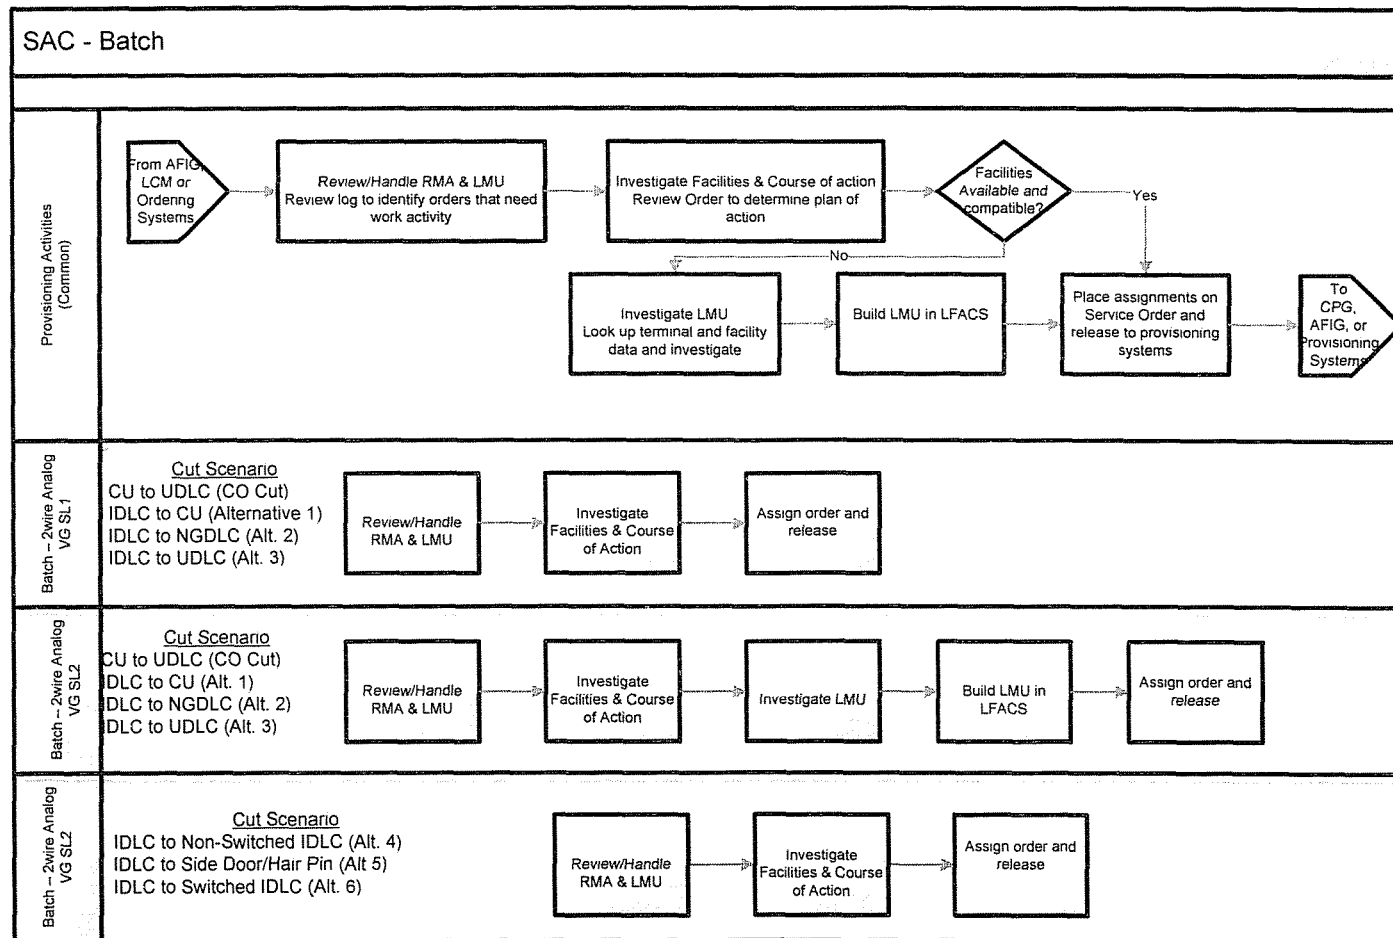 SAC - Batch
Provisioning Activities
(Common)
From AFIG,
LCM or
Ordering
Systems
Review/Handle RMA & LMU
Review log to identify orders that need
work activity
Investigate Facilities & Course of action
Review Order to determine plan of
action
Facilities
Available and
compatible?
Yes
No
Investigate LMU
Look up terminal and facility
data and investigate
Build LMU in LFACS
Place assignments on
Service Order and
release to provisioning
systems
To
CPG,
AFIG, or
Provisioning
Systems
Batch – 2wire Analog
VG SL1
Cut Scenario
CU to UDLC (CO Cut)
IDLC to CU (Alternative 1)
IDLC to NGDLC (Alt. 2)
IDLC to UDLC (Alt. 3)
Review/Handle
RMA & LMU
Investigate
Facilities & Course
of Action
Assign order and
release
Batch – 2wire Analog
VG SL2
Cut Scenario
CU to UDLC (CO Cut)
IDLC to CU (Alt. 1)
IDLC to NGDLC (Alt. 2)
IDLC to UDLC (Alt. 3)
Review/Handle
RMA & LMU
Investigate
Facilities & Course
of Action
Investigate LMU
Build LMU in
LFACS
Assign order and
release
Batch – 2wire Analog
VG SL2
Cut Scenario
IDLC to Non-Switched IDLC (Alt. 4)
IDLC to Side Door/Hair Pin (Alt 5)
IDLC to Switched IDLC (Alt. 6)
Review/Handle
RMA & LMU
Investigate
Facilities & Course
of Action
Assign order and
release